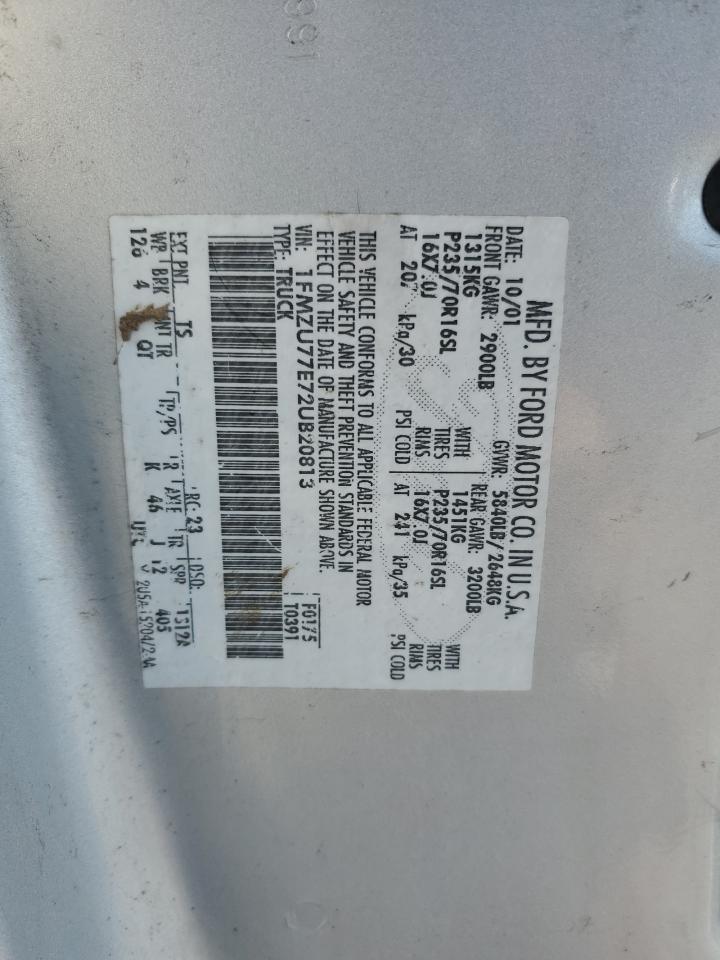 MFD. BY FORD MOTOR CO. IN U.S.A.
DATE: 10/01 GVWR: 5840LB/ 2648KG
FRONT GAWR: 2900LB REAR GAWR: 3200LB
1315KG WITH 1451KG WITH
P235/70R16SL TIRES P235/70R16SL TIRES
16X7.0J RIMS 16X7.0J RIMS
AT 207 kPa/30 PSI COLD AT 241 kPa/35 PSI COLD
THIS VEHICLE CONFORMS TO ALL APPLICABLE FEDERAL MOTOR
VEHICLE SAFETY AND THEFT PREVENTION STANDARDS IN
EFFECT ON THE DATE OF MANUFACTURE SHOWN ABOVE.
VIN: 1FMZU77E72UB20813
TYPE: TRUCK
F0175
T0391
EXT PNT: TS RC: 23 DSO:
WB BRK INT TR TP/PS R AXLE TR SPR 1512A
126 4 QT K 46 J 2 405